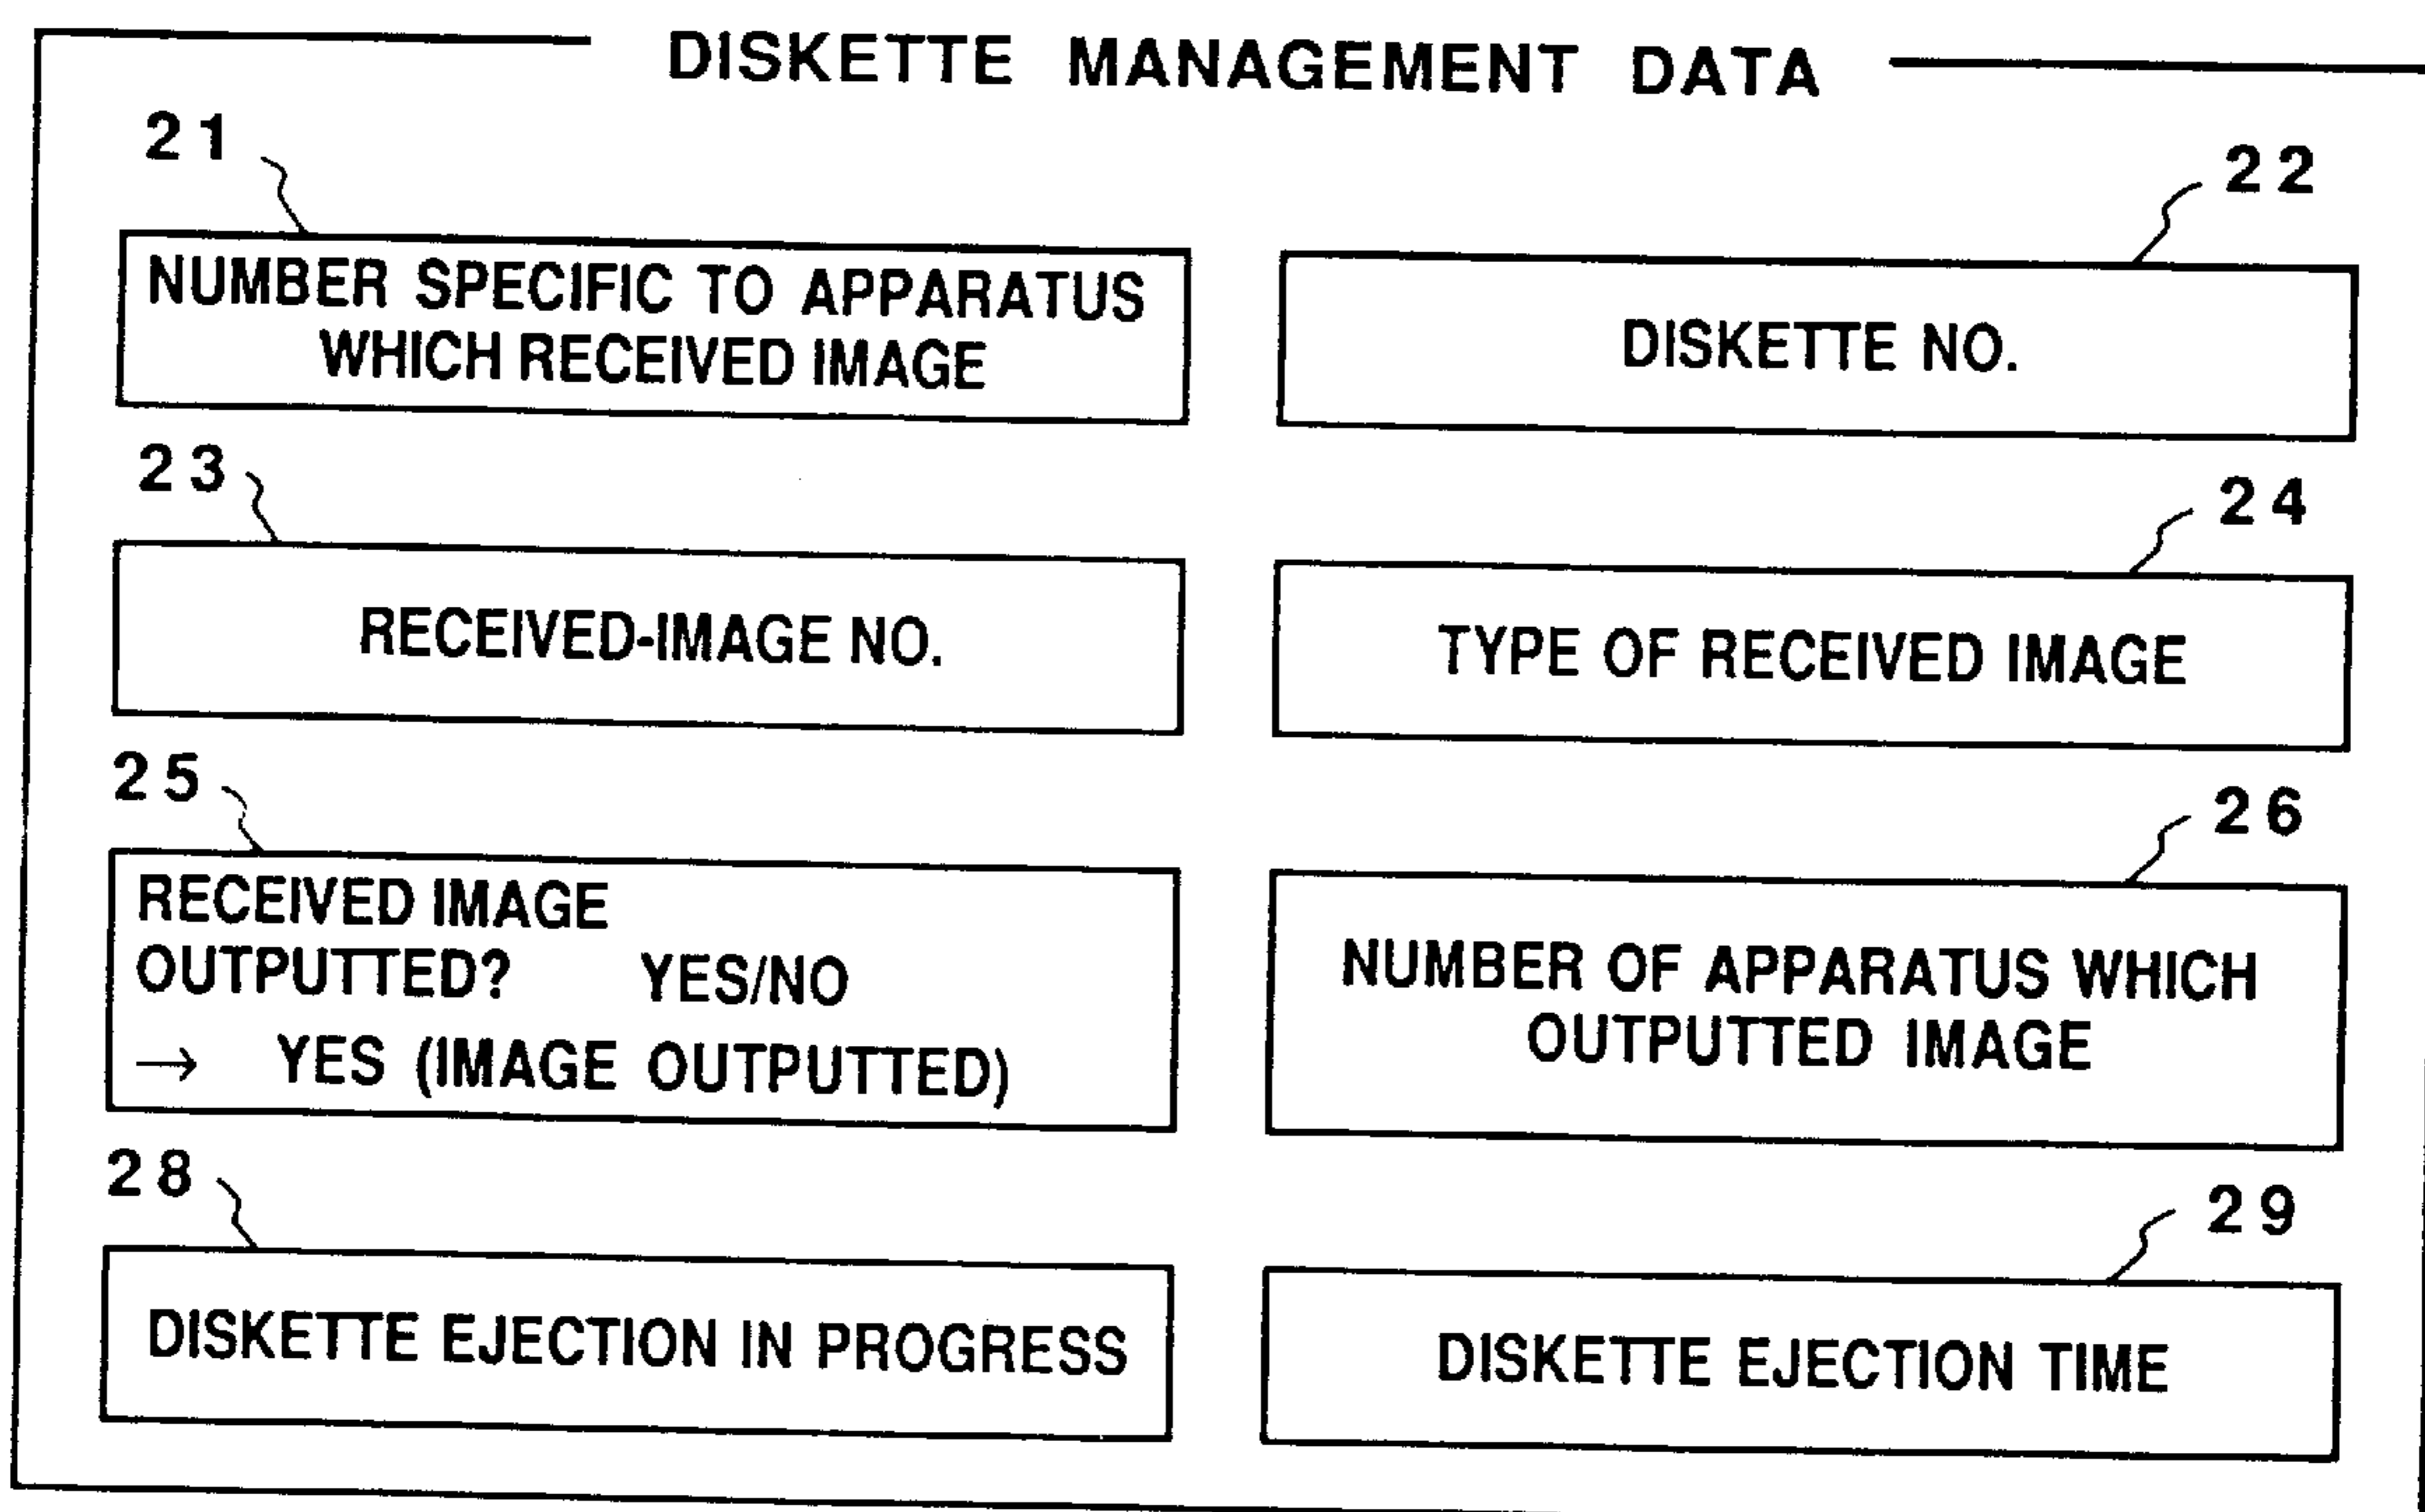 DISKETTE MANAGEMENT DATA
21
22
NUMBER SPECIFIC TO APPARATUS
WHICH RECEIVED IMAGE
DISKETTE NO.
23
24
RECEIVED-IMAGE NO.
TYPE OF RECEIVED IMAGE
25
26
RECEIVED IMAGE
OUTPUTTED? YES/NO
→ YES (IMAGE OUTPUTTED)
NUMBER OF APPARATUS WHICH
OUTPUTTED IMAGE
28
29
DISKETTE EJECTION IN PROGRESS
DISKETTE EJECTION TIME